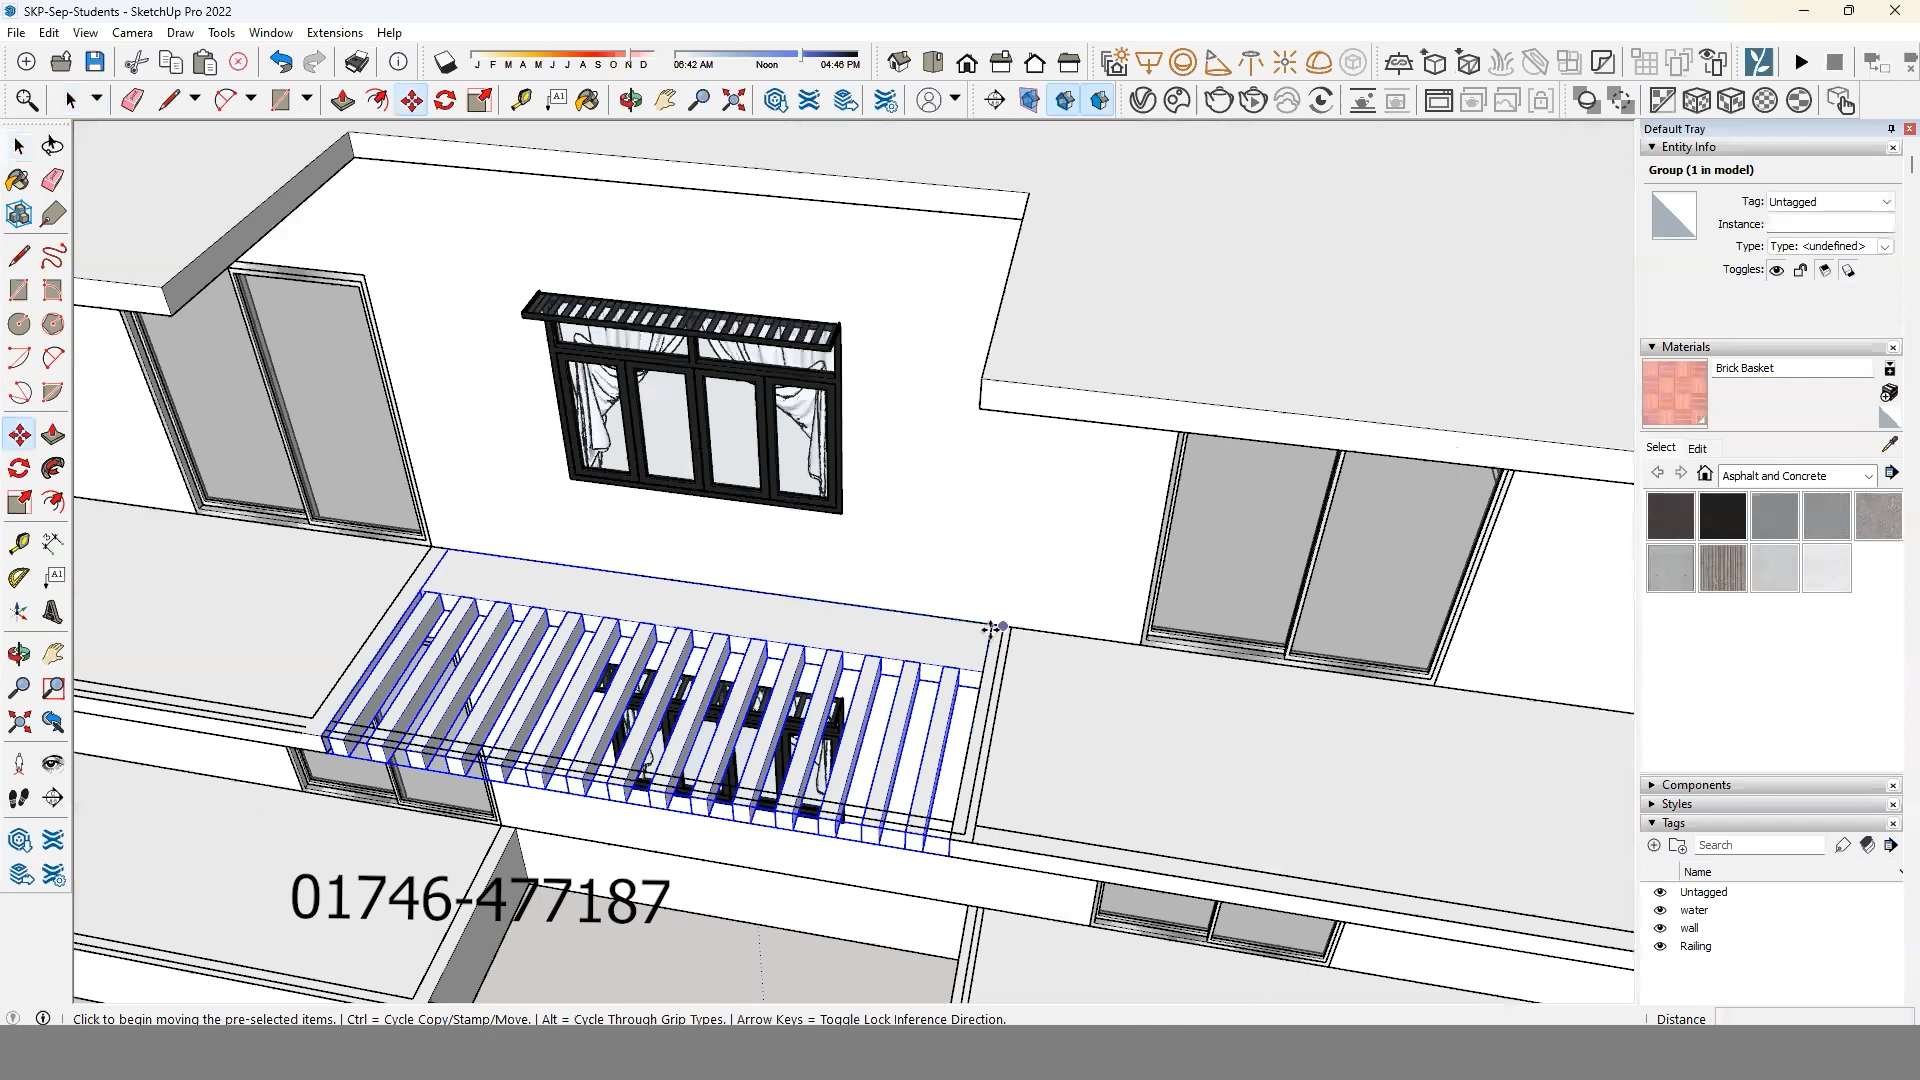 SKP-Sep-Students - SketchUp Pro 2022
File Edit View Camera Draw Tools Window Extensions Help
J F M A M J J A S O N D
06:42 AM Noon 04:46 PM
A1
Default Tray
Entity Info
Group (1 in model)
Tag: Untagged
Instance:
Type: Type: <undefined>
Toggles:
Materials
Brick Basket
Select Edit
Asphalt and Concrete
A1
Components
Styles
Tags
Search
Name
Untagged
water
wall
Railing
01746-477187
Click to begin moving the pre-selected items. | Ctrl = Cycle Copy/Stamp/Move. | Alt = Cycle Through Grip Types. | Arrow Keys = Toggle Lock Inference Direction.
Distance